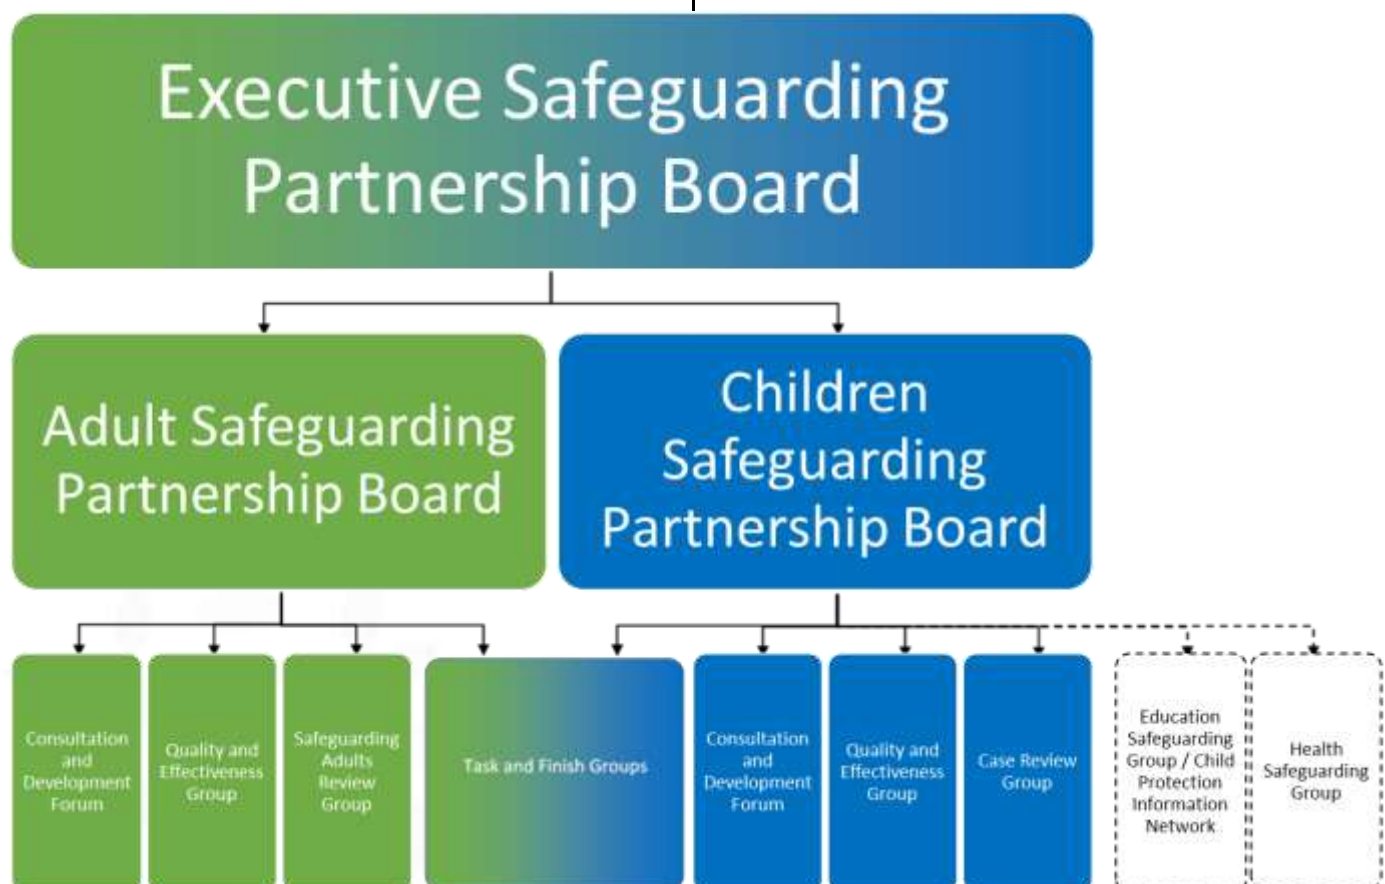 Executive Safeguarding
Partnership Board
Adult Safeguarding
Partnership Board
Children
Safeguarding
Partnership Board
Consultation
and
Development
Forum
Quality and
Effectiveness
Group
Safeguarding
Adults
Review
Group
Task and Finish Groups
Consultation
and
Development
Forum
Quality and
Effectiveness
Group
Case Review
Group
Education
Safeguarding
Group / Child
Protection
Information
Network
Health
Safeguarding
Group